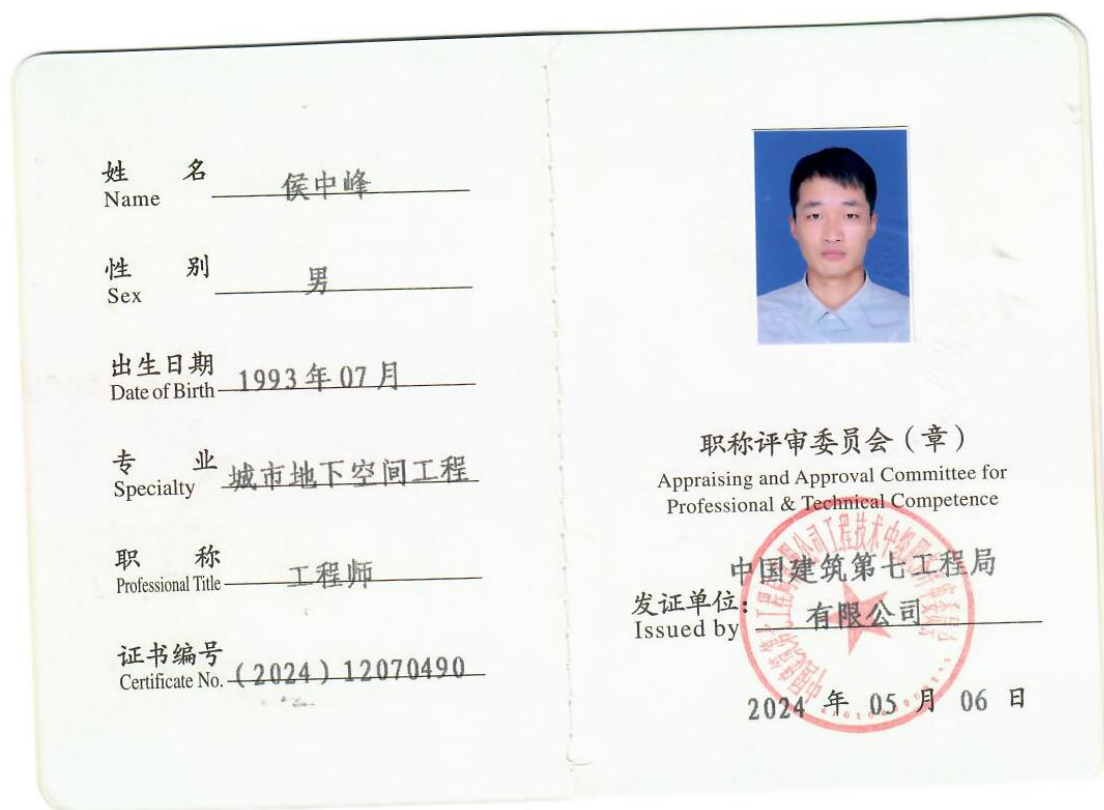 姓 名 侯中峰
Name
性 别 男
Sex
出生日期 1993年07月
Date of Birth
专 业 城市地下空间工程
Specialty
职 称 工程师
Professional Title
证书编号 (2024)12070490
Certificate No.
职称评审委员会(章)
Appraising and Approval Committee for
Professional & Technical Competence
中国建筑第七工程局
发证单位: 有限公司
Issued by
2024 年 05 月 06 日